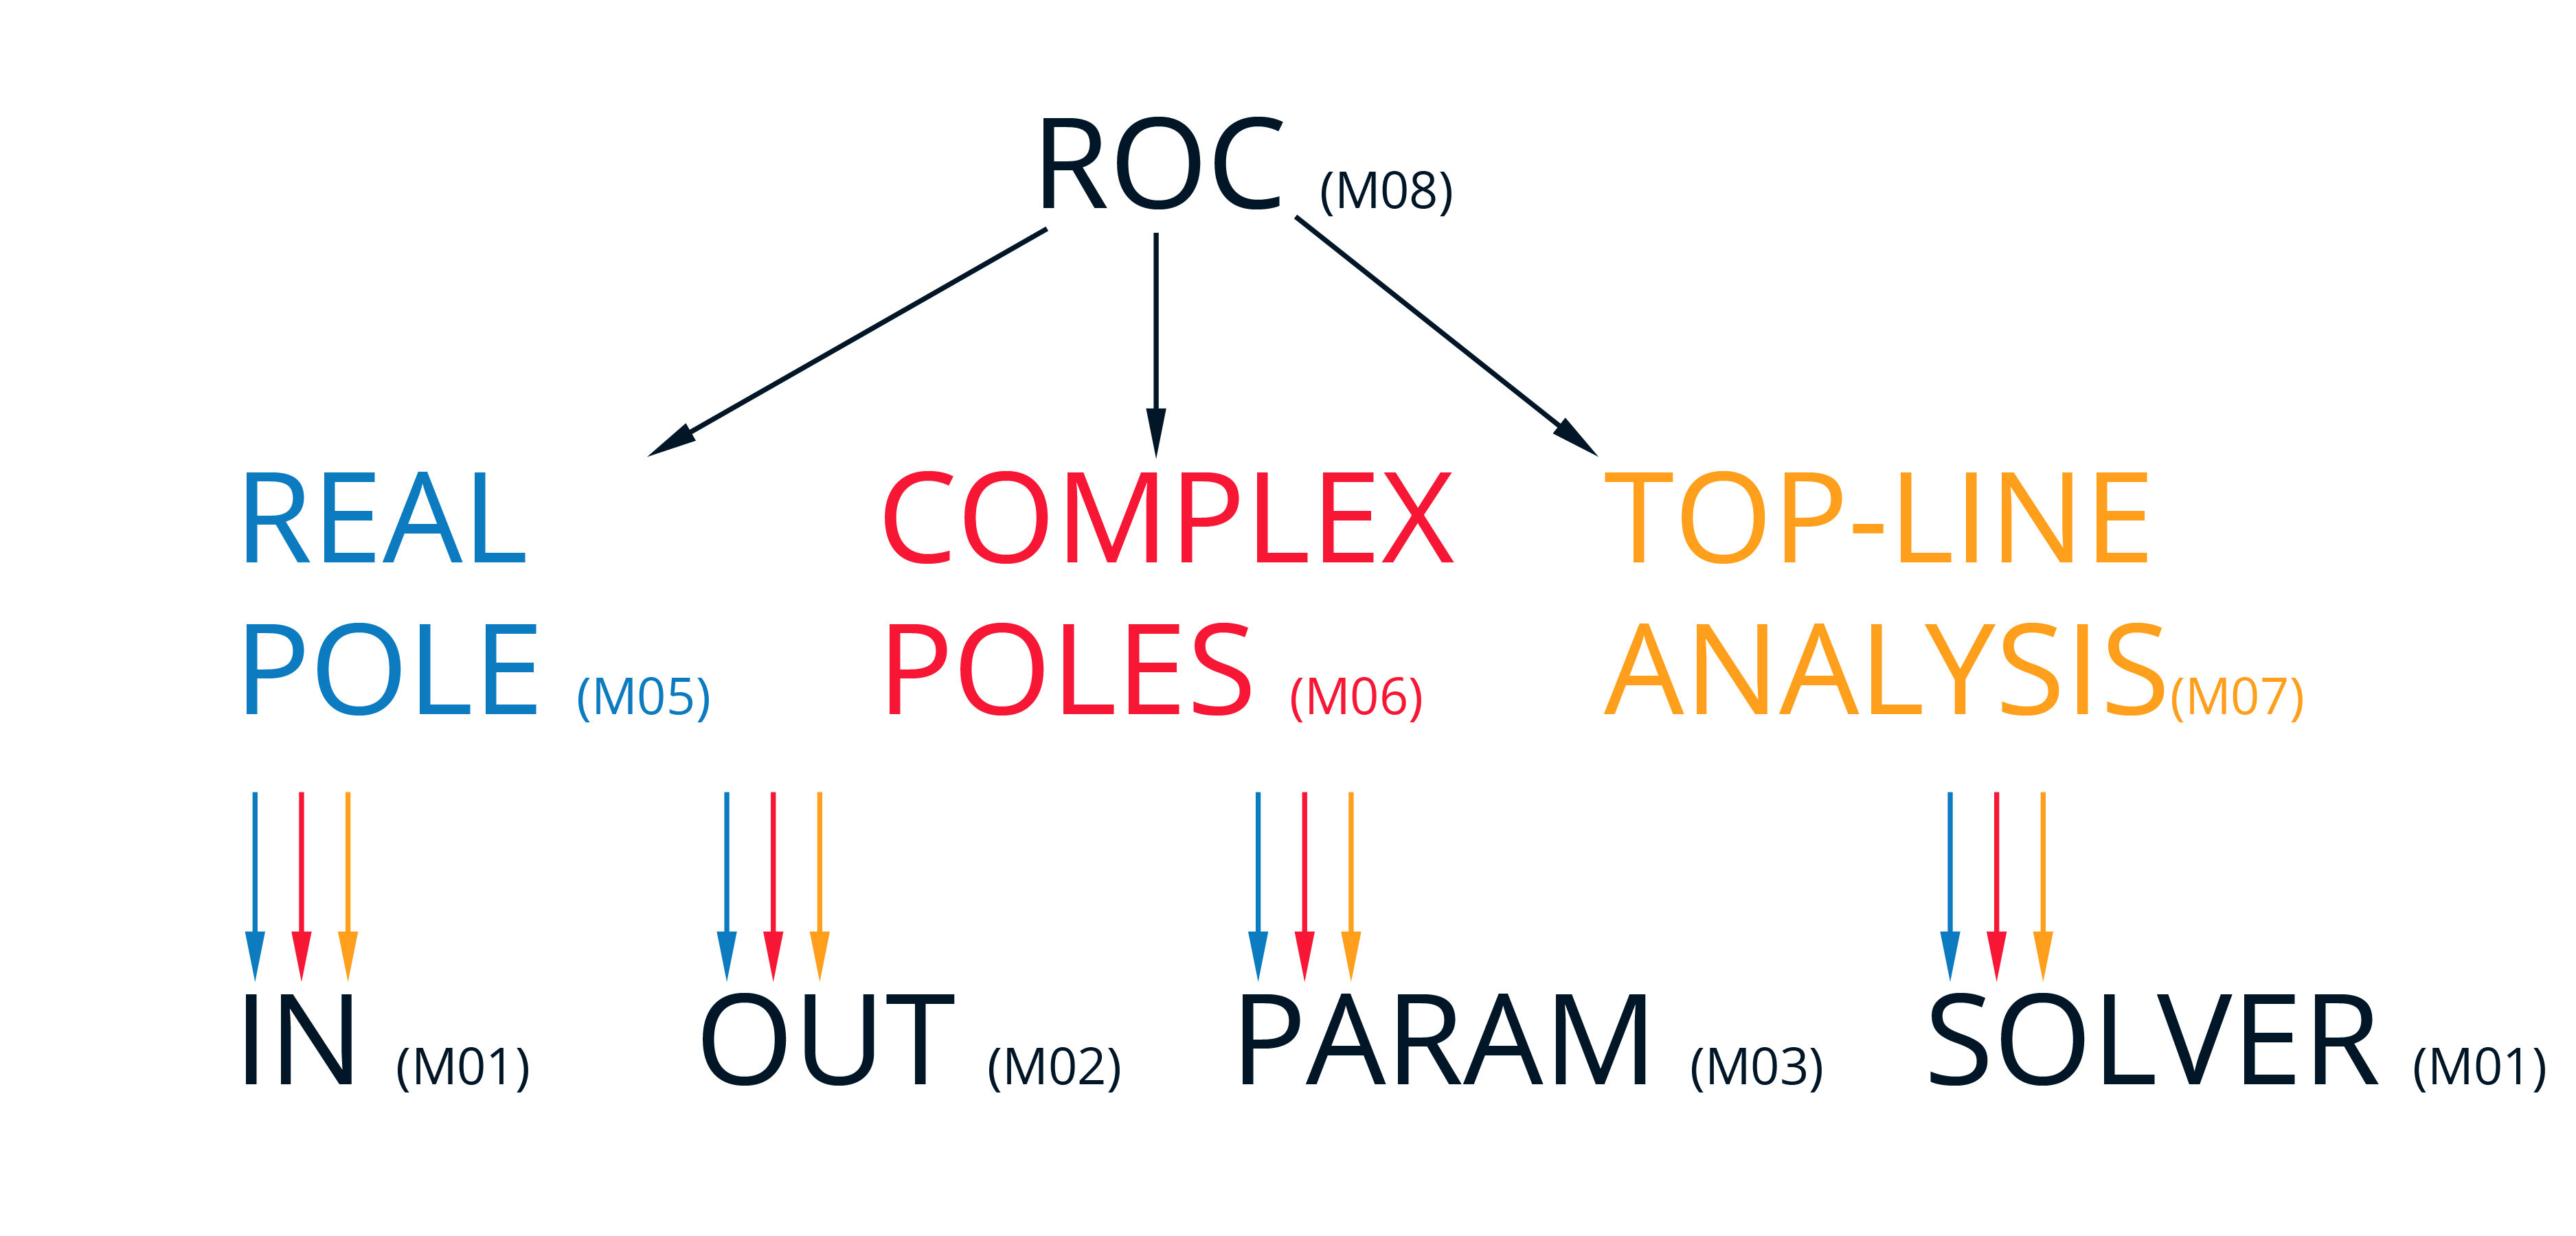 ROC (M08)
REAL
POLE (M05)
COMPLEX
POLES (M06)
TOP-LINE
ANALYSIS(M07)
IN (M01)
OUT (M02)
PARAM (M03)
SOLVER (M01)